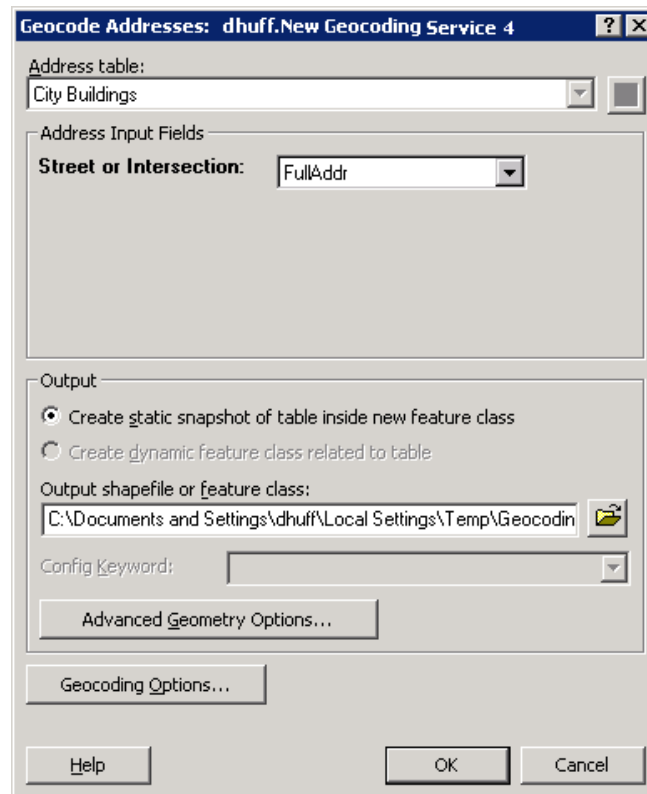 Geocode Addresses: dhuff.New Geocoding Service 4
Address table:
City Buildings
Address Input Fields
Street or Intersection: FullAddr
Output
Create static snapshot of table inside new feature class
Create dynamic feature class related to table
Output shapefile or feature class:
C:\Documents and Settings\dhuff\Local Settings\Temp\Geocodin
Config Keyword:
Advanced Geometry Options...
Geocoding Options...
Help OK Cancel